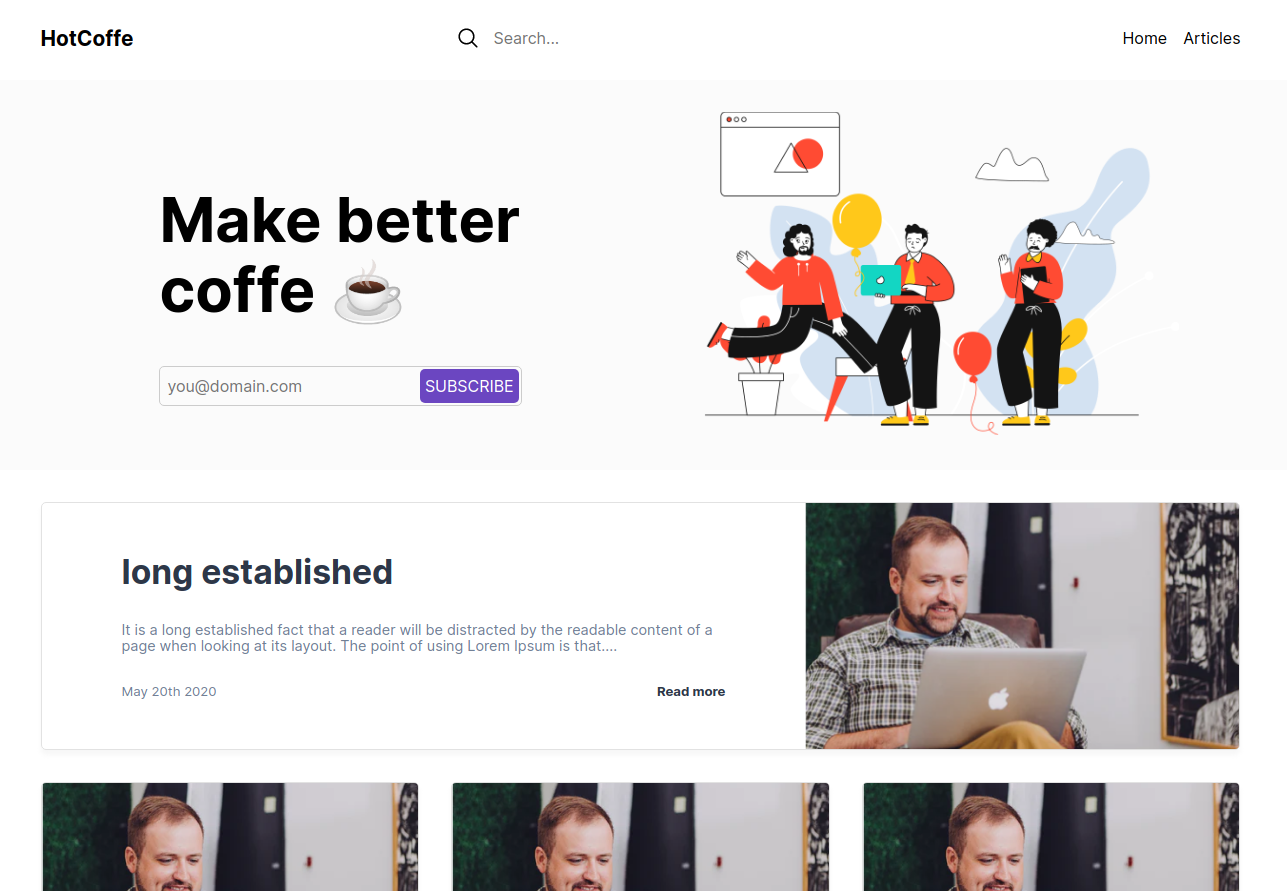 HotCoffe
Search...
Home Articles
Make better
coffe ☕
you@domain.com SUBSCRIBE
long established
It is a long established fact that a reader will be distracted by the readable content of a
page when looking at its layout. The point of using Lorem Ipsum is that....
May 20th 2020
Read more